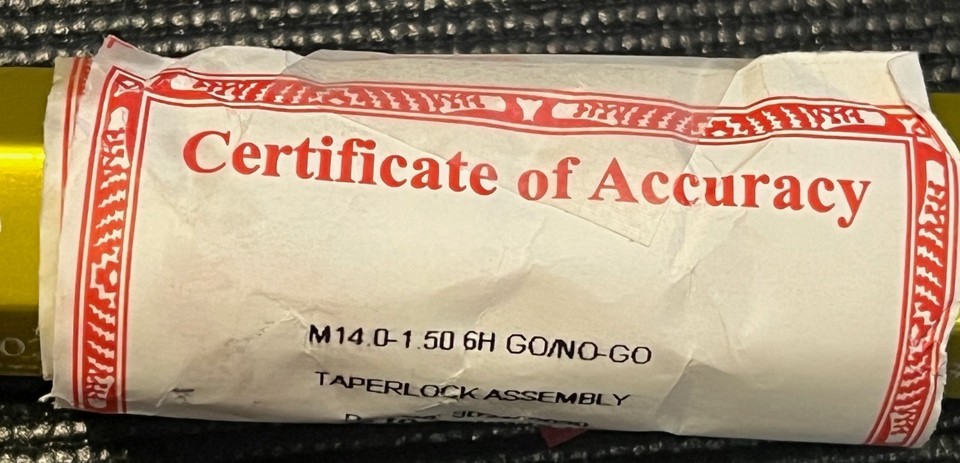 Certificate of Accuracy
M14.0-1.50 6H GO/NO-GO
TAPERLOCK ASSEMBLY